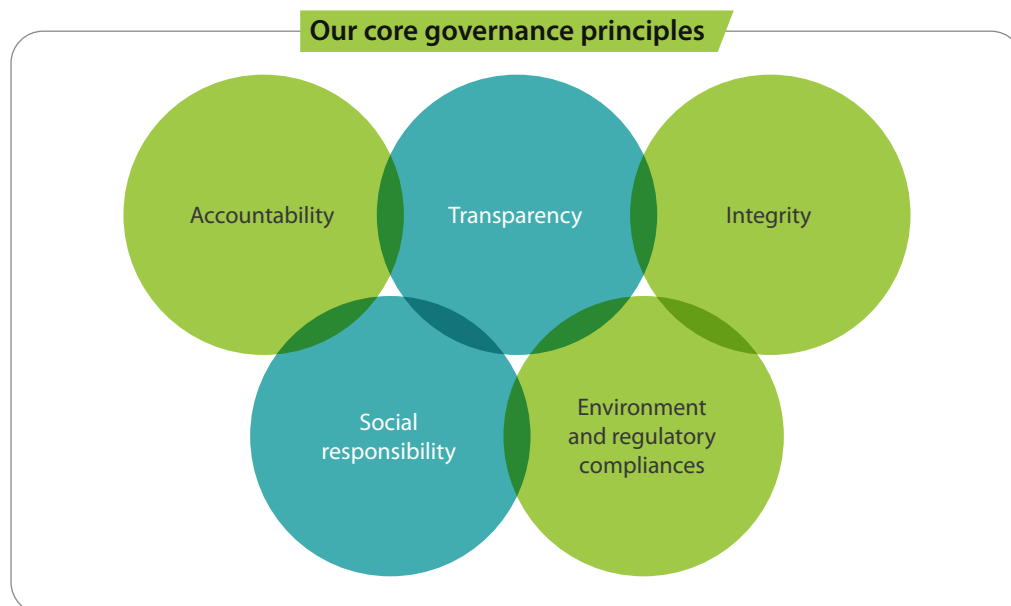 Our core governance principles
Accountability
Transparency
Integrity
Social
responsibility
Environment
and regulatory
compliances